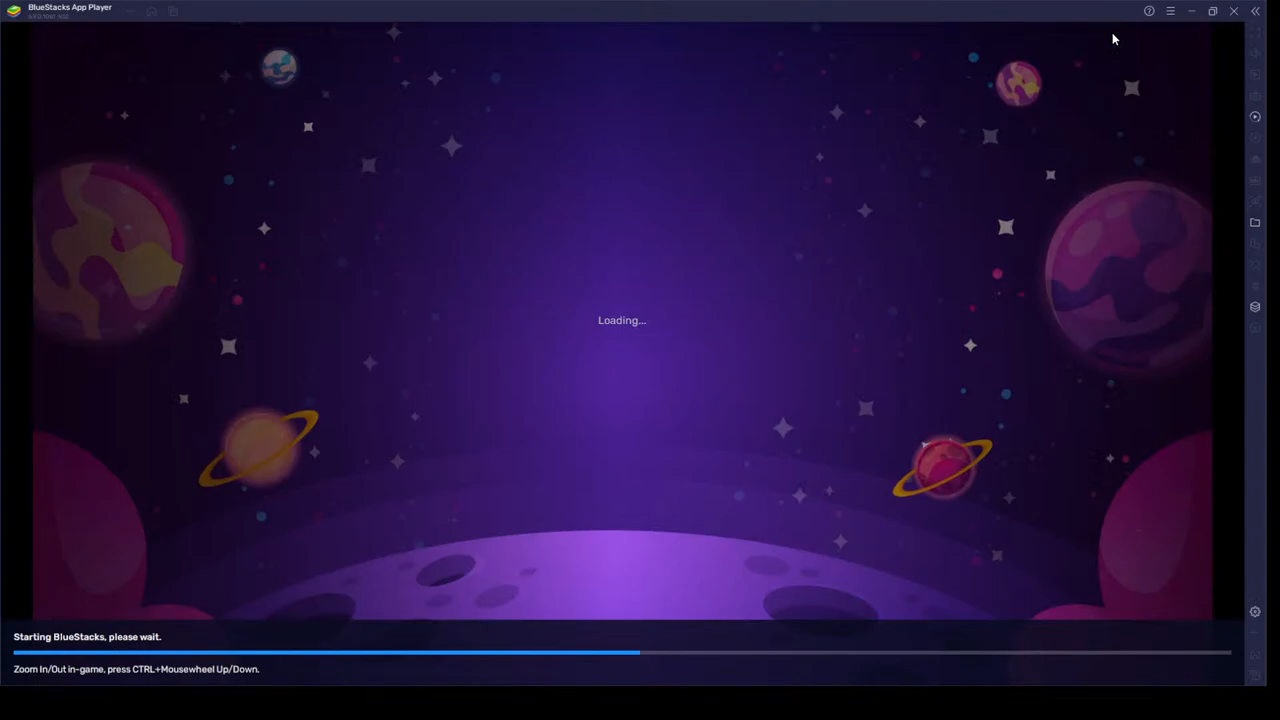 BlueStacks App Player
Loading...
Starting BlueStacks, please wait.
Zoom In/Out in-game, press CTRL+Mousewheel Up/Down.